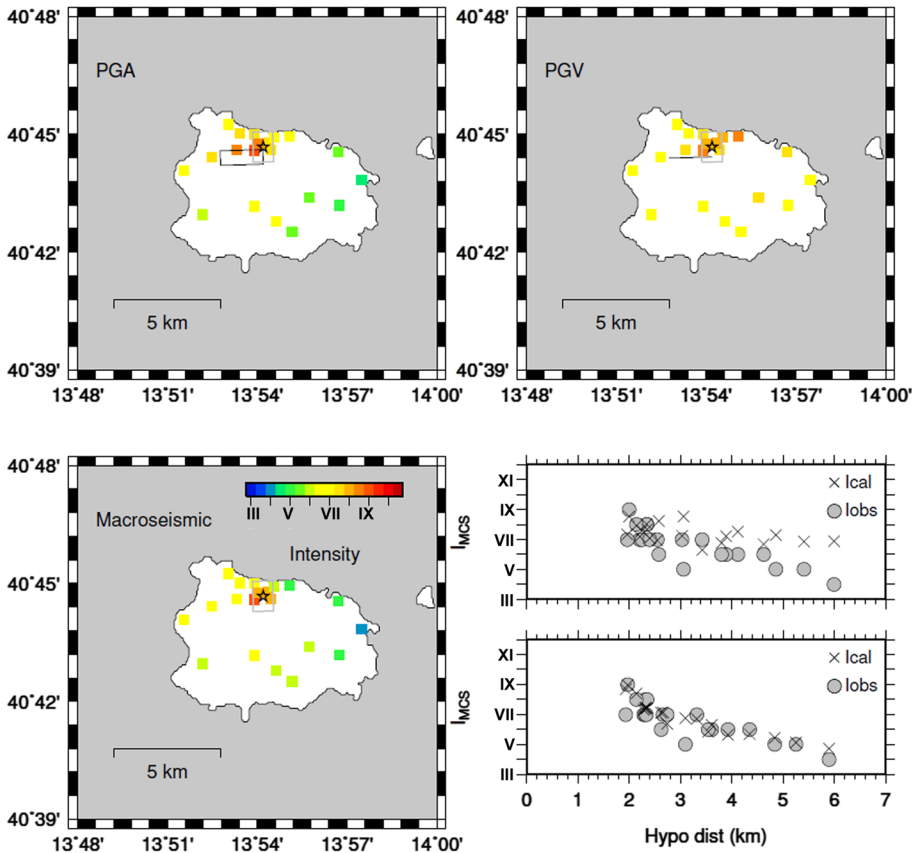 40°48'
PGA
40°45'
40°42'
5 km
40°39'
13°48' 13°51' 13°54' 13°57' 14°00'
40°48'
PGV
40°45'
40°42'
5 km
40°39'
13°48' 13°51' 13°54' 13°57' 14°00'
40°48'
III V VII IX
Macroseismic
Intensity
40°45'
40°42'
5 km
40°39'
13°48' 13°51' 13°54' 13°57' 14°00'
XI
Ical
IX
Iobs
VII
V
III
IMCS
XI
Ical
IX
Iobs
VII
V
III
IMCS
0 1 2 3 4 5 6 7
Hypo dist (km)